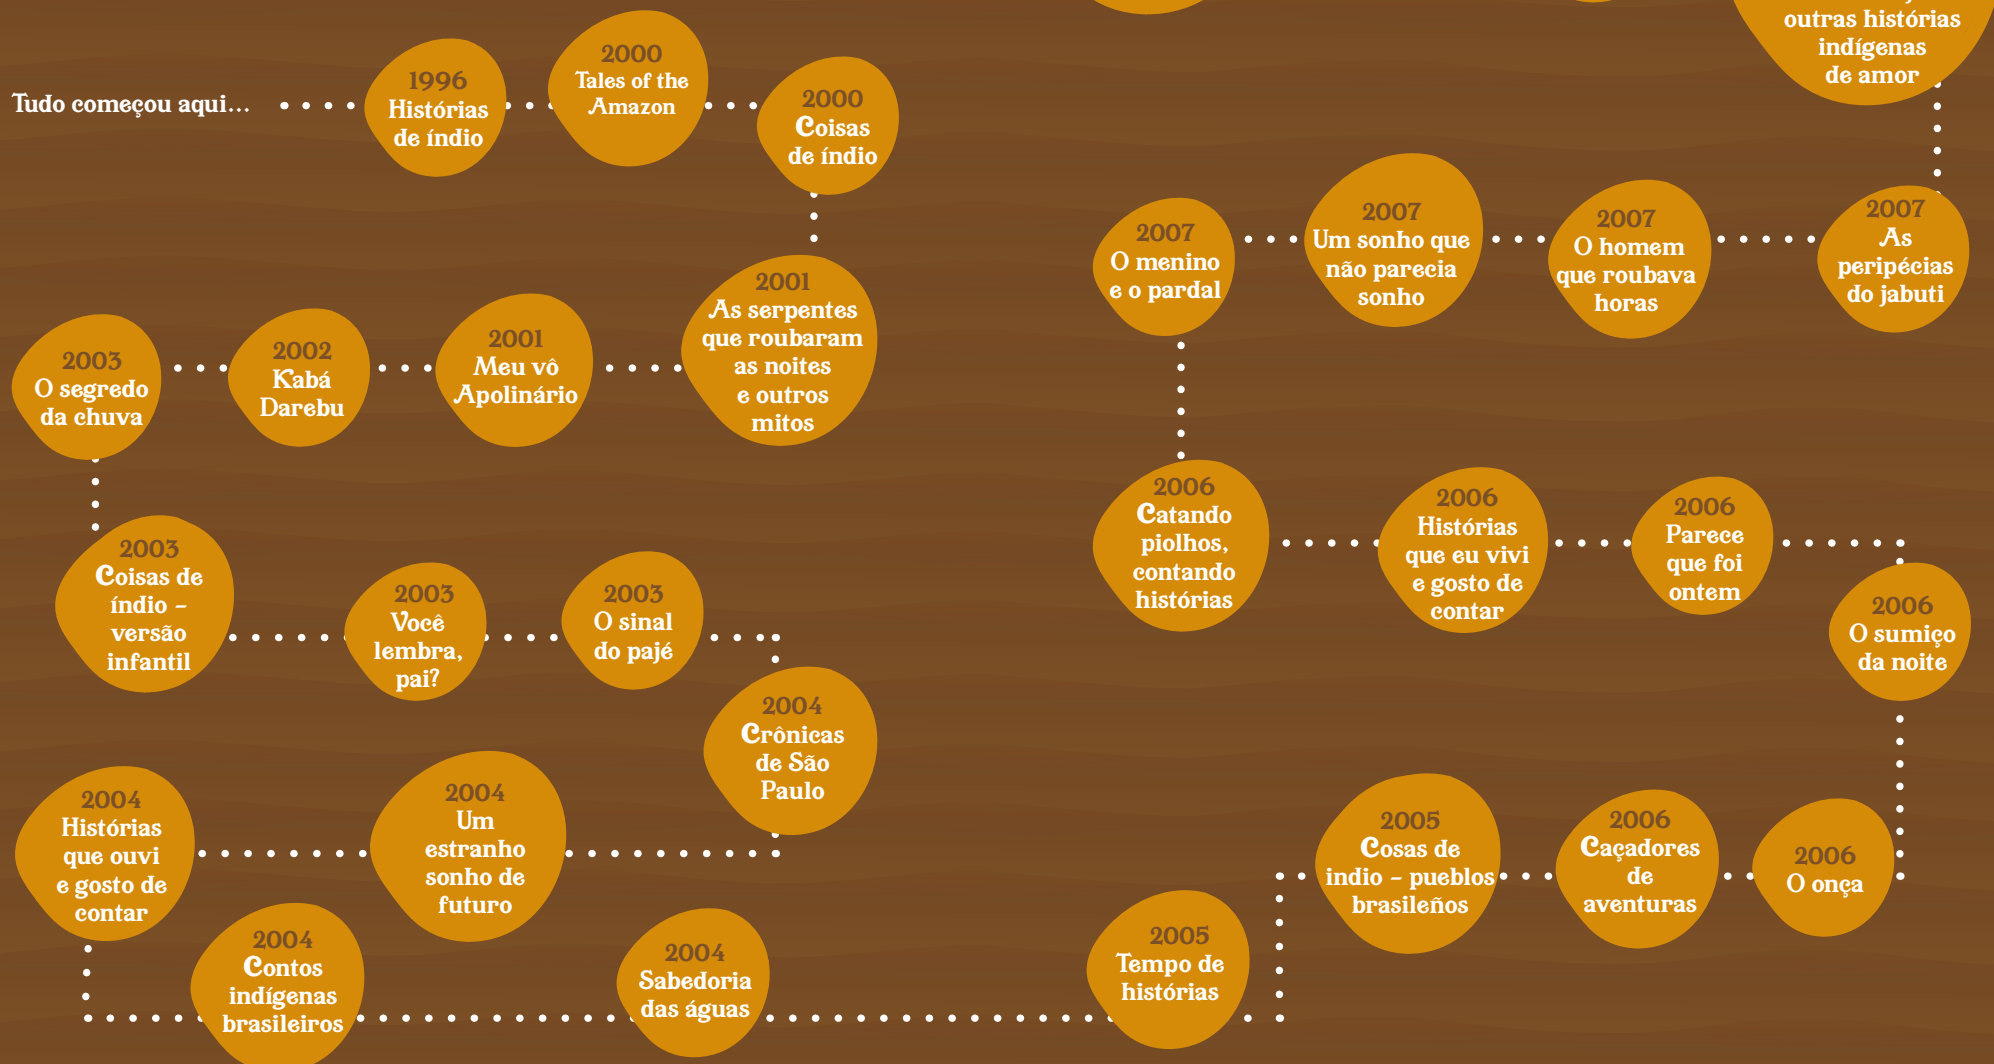 Tudo começou aqui...
1996
Histórias
de índio
2000
Tales of the
Amazon
2000
Coisas
de índio
2001
As serpentes
que roubaram
as noites
e outros
mitos
2001
Meu vô
Apolinário
2002
Kabá
Darebu
2003
O segredo
da chuva
2003
Coisas de
índio –
versão
infantil
2003
Você
lembra,
pai?
2003
O sinal
do pajé
2004
Crônicas
de São
Paulo
2004
Um
estranho
sonho de
futuro
2004
Histórias
que ouvi
e gosto de
contar
2004
Contos
indígenas
brasileiros
2004
Sabedoria
das águas
2005
Tempo de
histórias
2005
Cosas de
indio – pueblos
brasileños
2006
Caçadores
de
aventuras
2006
O onça
2006
O sumiço
da noite
2006
Parece
que foi
ontem
2006
Histórias
que eu vivi
e gosto de
contar
2006
Catando
piolhos,
contando
histórias
2007
O menino
e o pardal
2007
Um sonho que
não parecia
sonho
2007
O homem
que roubava
horas
2007
As
peripécias
do jabuti
outras histórias
indígenas
de amor